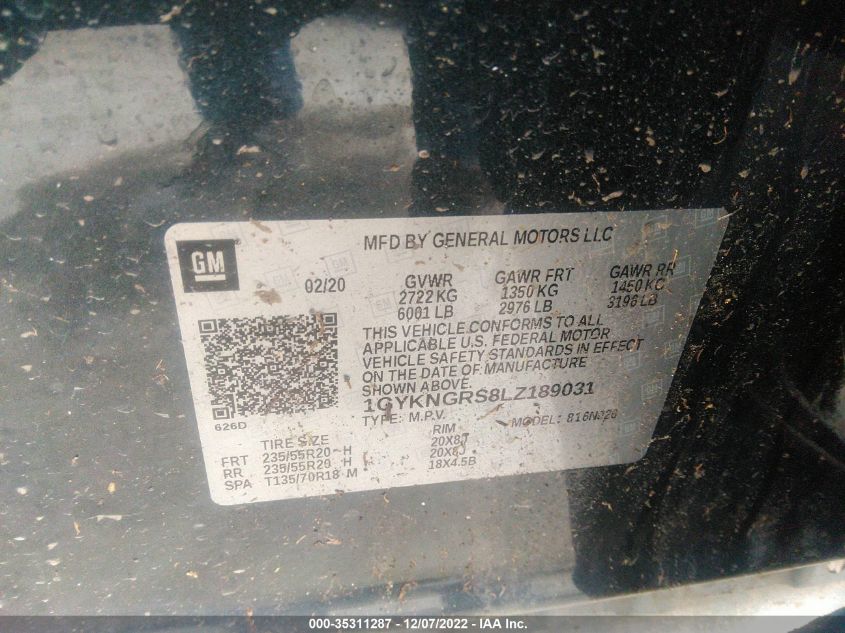 GM
MFD BY GENERAL MOTORS LLC
02/20
GVWR GAWR FRT GAWR RR
2722 KG 1350 KG 1450 KG
6001 LB 2976 LB 3196 LB
THIS VEHICLE CONFORMS TO ALL
APPLICABLE U.S. FEDERAL MOTOR
VEHICLE SAFETY STANDARDS IN EFFECT
ON THE DATE OF MANUFACTURE
SHOWN ABOVE.
1GYKNGRS8LZ189031
626D
TYPE: M.P.V. MODEL:
TIRE SIZE RIM
FRT 235/55R20 H 20X8J
RR 235/55R20 H 20X8J
SPA T135/70R18 M 18X4.5B
000-35311287 - 12/07/2022 - IAA Inc.